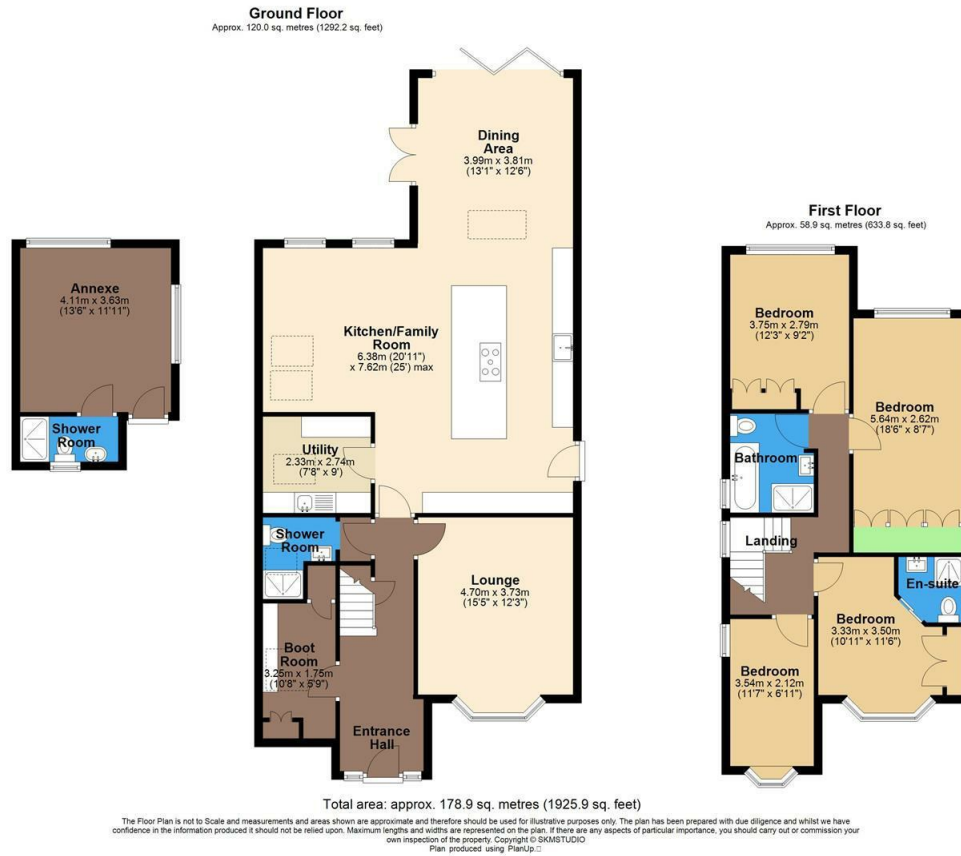 Ground Floor
Approx. 120.0 sq. metres (1292.2 sq. feet)
Dining
Area
3.99m x 3.81m
(13'1" x 12'6")
Annexe
4.11m x 3.63m
(13'6" x 11'11")
Shower
Room
Kitchen/Family
Room
6.38m (20'11")
x 7.62m (25') max
Utility
2.33m x 2.74m
(7'8" x 9')
Shower
Room
Lounge
4.70m x 3.73m
(15'5" x 12'3")
Boot
Room
3.25m x 1.75m
(10'8" x 5'9")
Entrance
Hall
First Floor
Approx. 58.9 sq. metres (633.8 sq. feet)
Bedroom
3.75m x 2.79m
(12'3" x 9'2")
Bedroom
5.64m x 2.62m
(18'6" x 8'7")
Bathroom
Landing
En-suite
Bedroom
3.33m x 3.50m
(10'11" x 11'6")
Bedroom
3.54m x 2.12m
(11'7" x 6'11")
Total area: approx. 178.9 sq. metres (1925.9 sq. feet)
The Floor Plan is not to Scale and measurements and areas shown are approximate and therefore should be used for illustrative purposes only. The plan has been prepared with due diligence and whilst we have
confidence in the information produced it should not be relied upon. Maximum lengths and widths are represented on the plan. If there are any aspects of particular importance, you should carry out or commission your
own inspection of the property. Copyright © SKMSTUDIO
Plan produced using PlanUp.